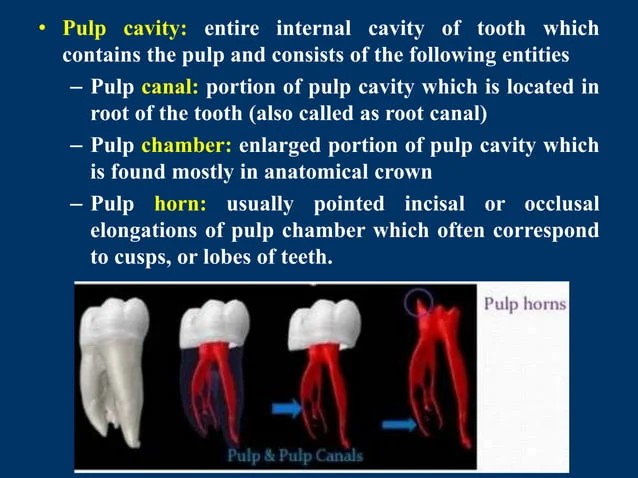 • Pulp cavity: entire internal cavity of tooth which
contains the pulp and consists of the following entities
– Pulp canal: portion of pulp cavity which is located in
root of the tooth (also called as root canal)
– Pulp chamber: enlarged portion of pulp cavity which
is found mostly in anatomical crown
– Pulp horn: usually pointed incisal or occlusal
elongations of pulp chamber which often correspond
to cusps, or lobes of teeth.
Pulp horns
Pulp & Pulp Canals